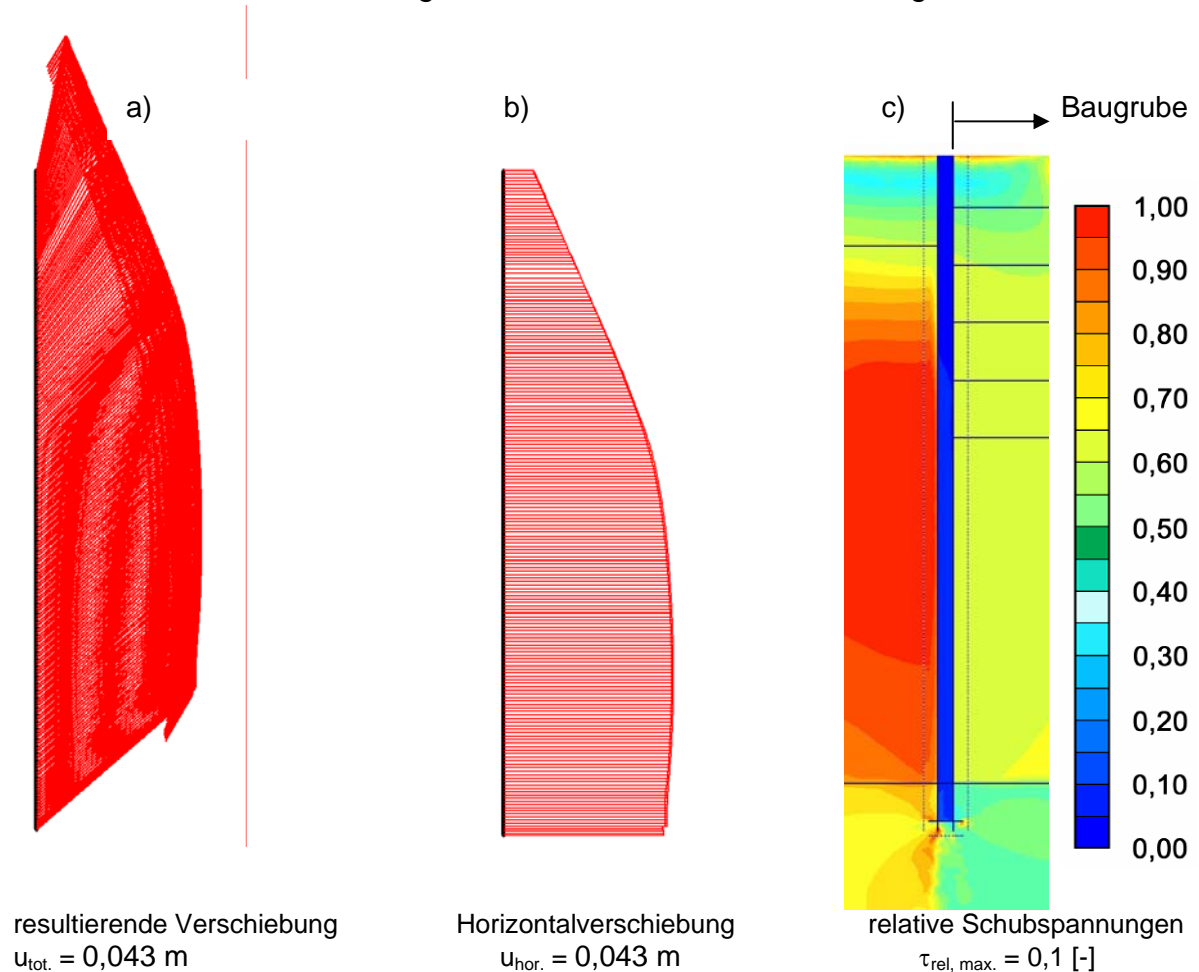 a)
b)
c)
Baugrube
1,00
0,90
0,80
0,70
0,60
0,50
0,40
0,30
0,20
0,10
0,00
resultierende Verschiebung
u_tot. = 0,043 m
Horizontalverschiebung
u_hor. = 0,043 m
relative Schubspannungen
τ_rel, max. = 0,1 [-]